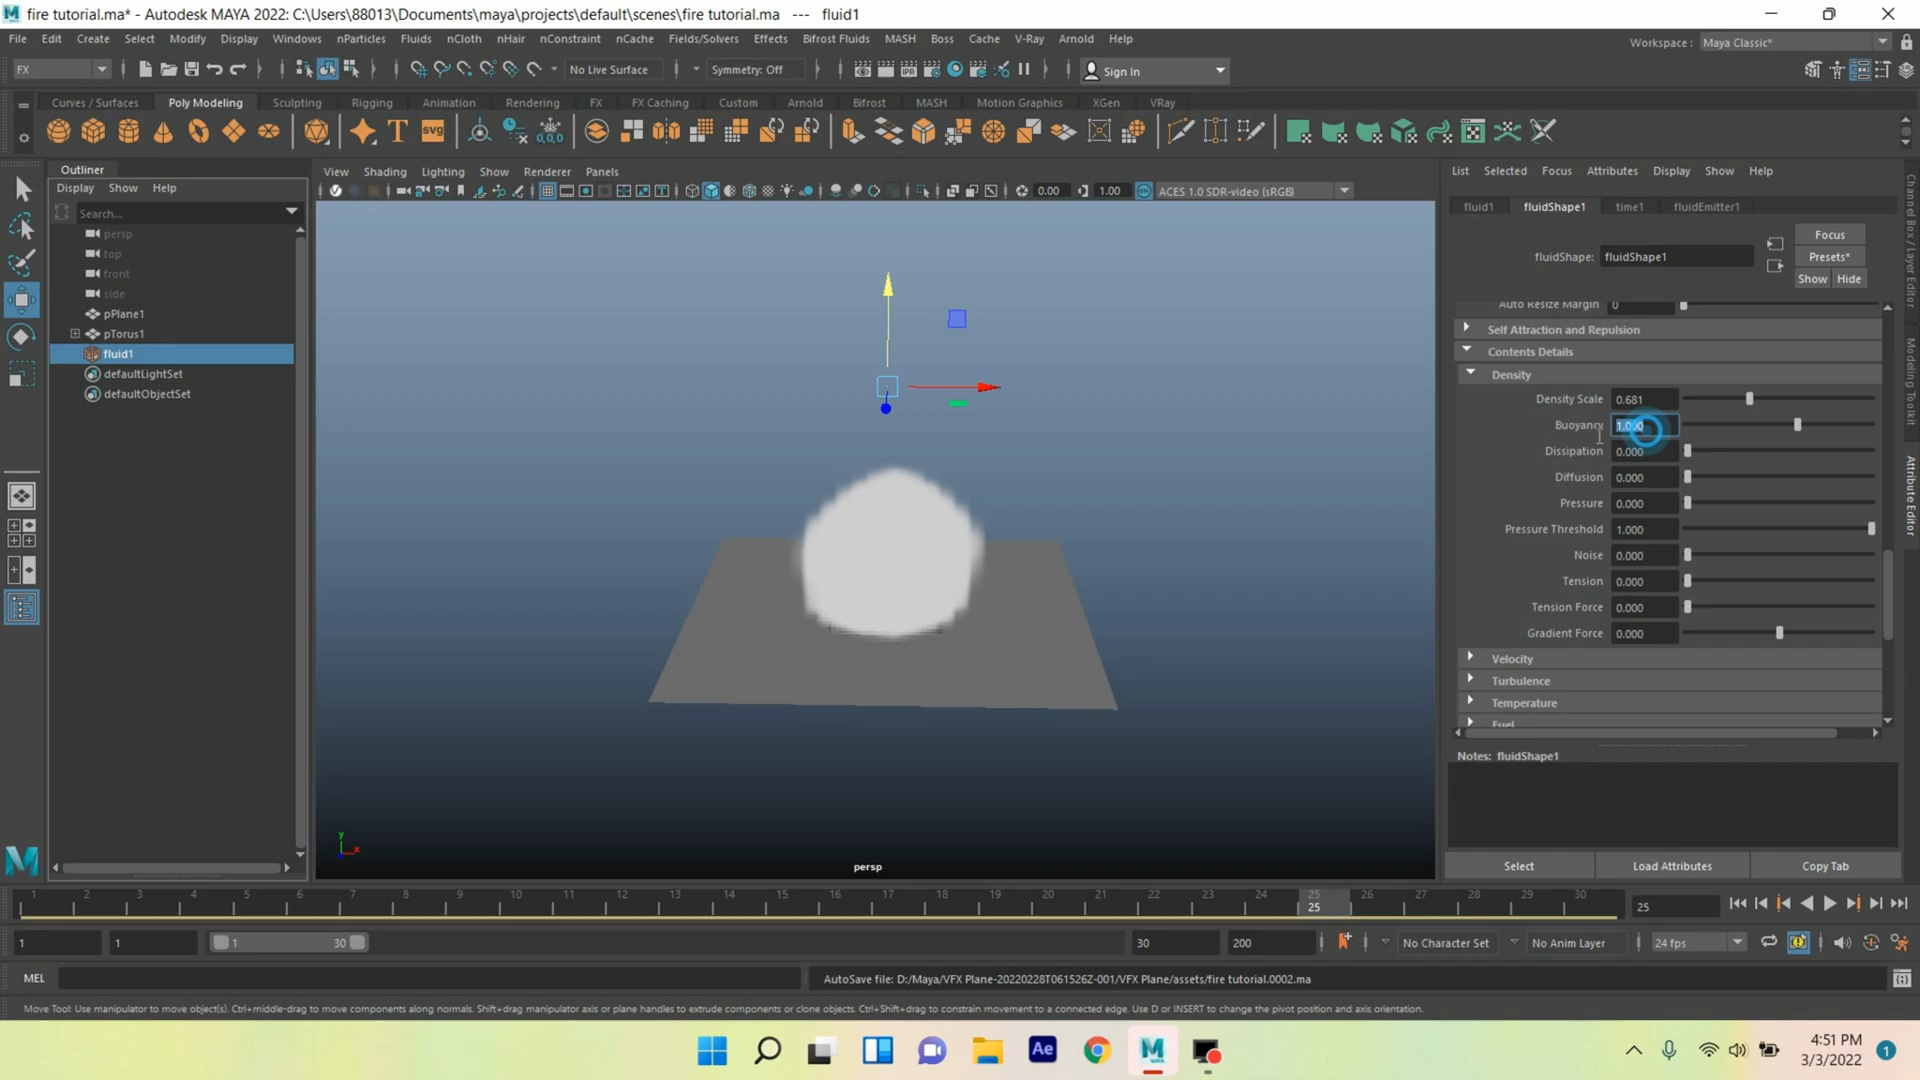 fire tutorial.ma* - Autodesk MAYA 2022: C:\Users\88013\Documents\maya\projects\default\scenes\fire tutorial.ma --- fluid1
File Edit Create Select Modify Display Windows nParticles Fluids nCloth nHair nConstraint nCache Fields/Solvers Effects Bifrost Fluids MASH Boss Cache V-Ray Arnold Help
Workspace : Maya Classic*
FX No Live Surface Symmetry: Off Sign In
Curves / Surfaces Poly Modeling Sculpting Rigging Animation Rendering FX FX Caching Custom Arnold Bifrost MASH Motion Graphics XGen VRay
T svg 0,0,0
Outliner
Display Show Help
Search...
persp
top
front
side
pPlane1
pTorus1
fluid1
defaultLightSet
defaultObjectSet
View Shading Lighting Show Renderer Panels
0.00 1.00 ACES 1.0 SDR-video (sRGB)
y
x
persp
List Selected Focus Attributes Display Show Help
fluid1 fluidShape1 time1 fluidEmitter1
Focus
fluidShape: fluidShape1 Presets*
Show Hide
Auto Resize Margin 0
Self Attraction and Repulsion
Contents Details
Density
Density Scale 0.681
Buoyancy 1.000
Dissipation 0.000
Diffusion 0.000
Pressure 0.000
Pressure Threshold 1.000
Noise 0.000
Tension 0.000
Tension Force 0.000
Gradient Force 0.000
Velocity
Turbulence
Temperature
Fuel
Notes: fluidShape1
Select Load Attributes Copy Tab
Channel Box / Layer Editor
Modeling Toolkit
Attribute Editor
1 2 3 4 5 6 7 8 9 10 11 12 13 14 15 16 17 18 19 20 21 22 23 24 25 26 27 28 29 30
25 25
1 1 1 30 30 200 No Character Set No Anim Layer 24 fps
MEL AutoSave file: D:/Maya/VFX Plane-20220228T061526Z-001/VFX Plane/assets/fire tutorial.0002.ma
Move Tool: Use manipulator to move object(s). Ctrl+middle-drag to move components along normals. Shift+drag manipulator axis or plane handles to extrude components or clone objects. Ctrl+Shift+drag to constrain movement to a connected edge. Use D or INSERT to change the pivot position and axis orientation.
Ae
4:51 PM
3/3/2022
1